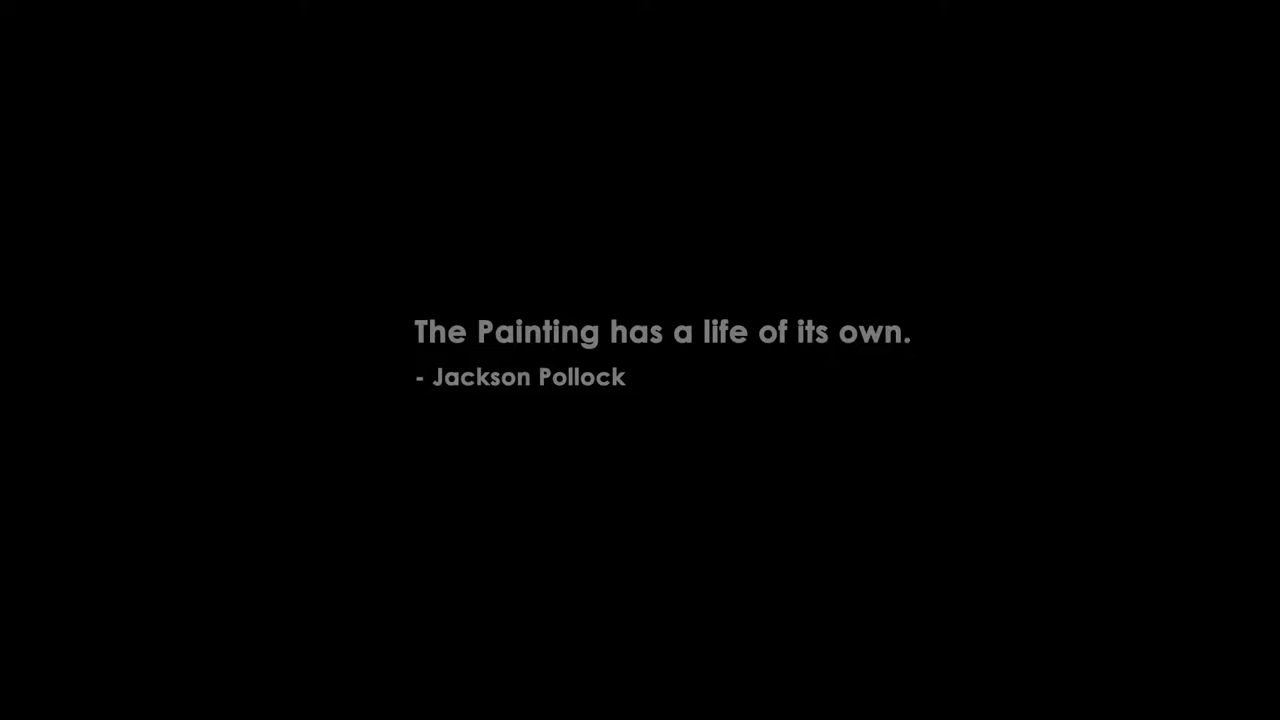 The Painting has a life of its own.
- Jackson Pollock